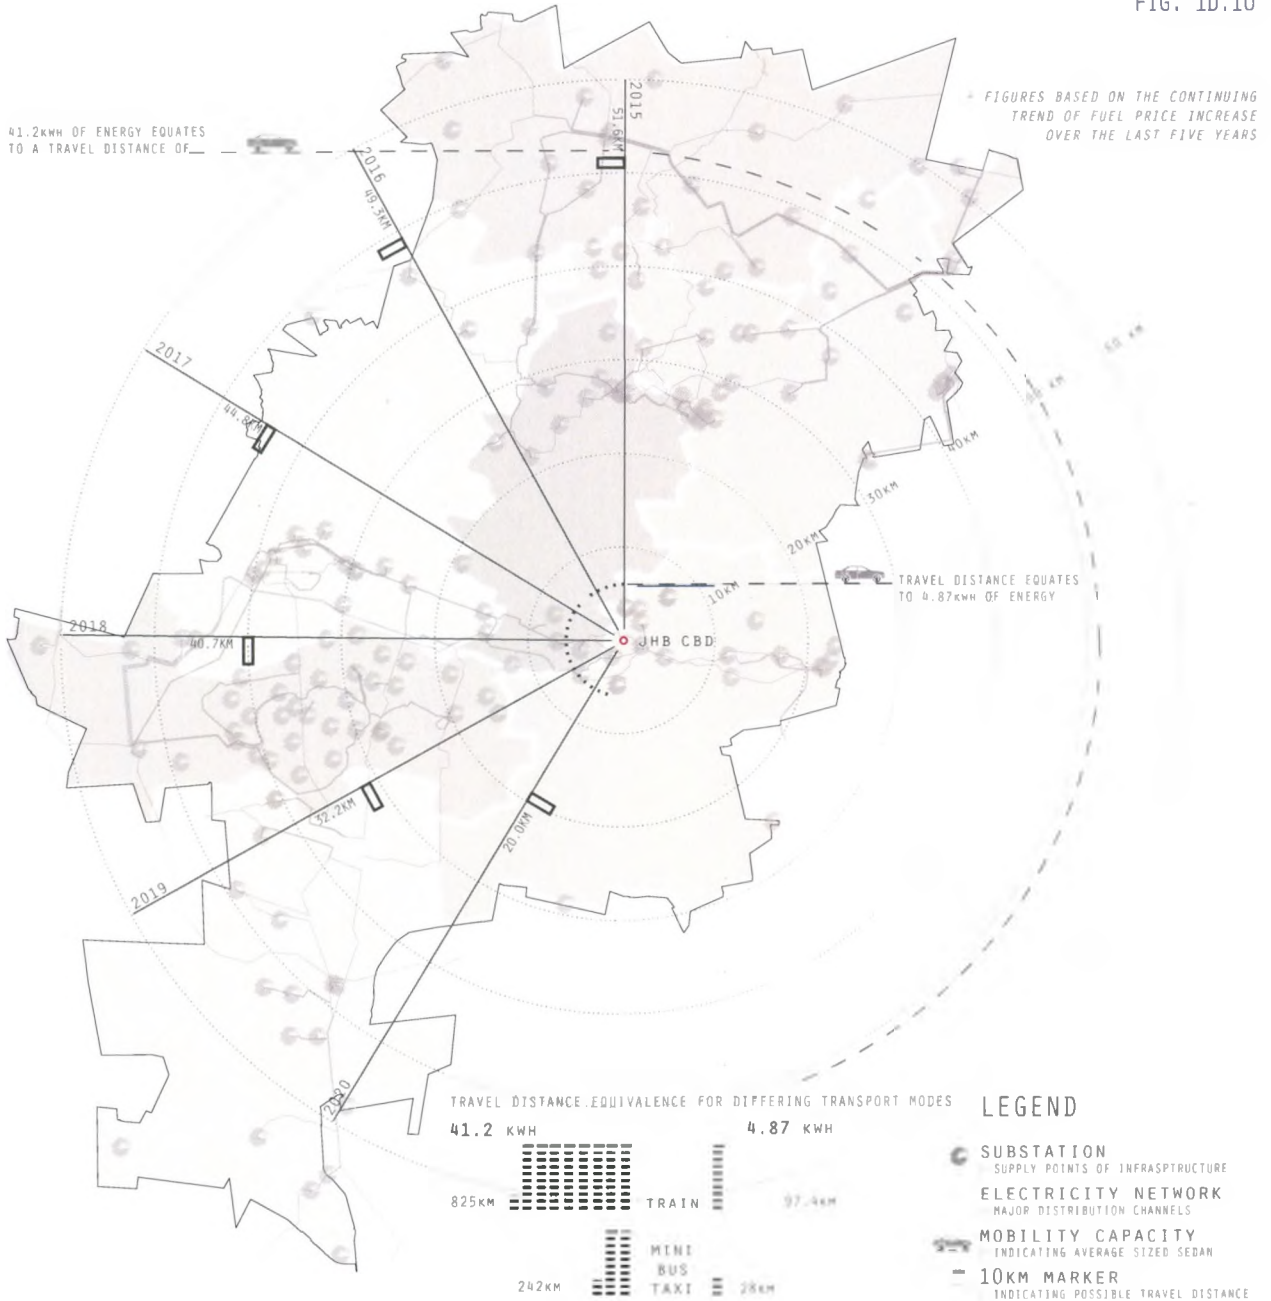 FIG. 1D.10
FIGURES BASED ON THE CONTINUING
TREND OF FUEL PRICE INCREASE
OVER THE LAST FIVE YEARS
41.2KWH OF ENERGY EQUATES
TO A TRAVEL DISTANCE OF
2015
51.6KM
2016
49.3KM
2017
44.8KM
60 KM
50 KM
40KM
30KM
20KM
10KM
TRAVEL DISTANCE EQUATES
TO 4.87KWH OF ENERGY
2018
40.7KM
JHB CBD
32.2KM
2019
20.0KM
2020
TRAVEL DISTANCE EQUIVALENCE FOR DIFFERING TRANSPORT MODES
41.2 KWH
4.87 KWH
825KM
TRAIN
97.4KM
MINI
BUS
242KM
TAXI
28KM
LEGEND
SUBSTATION
SUPPLY POINTS OF INFRASPTRUCTURE
ELECTRICITY NETWORK
MAJOR DISTRIBUTION CHANNELS
MOBILITY CAPACITY
INDICATING AVERAGE SIZED SEDAN
10KM MARKER
INDICATING POSSIBLE TRAVEL DISTANCE